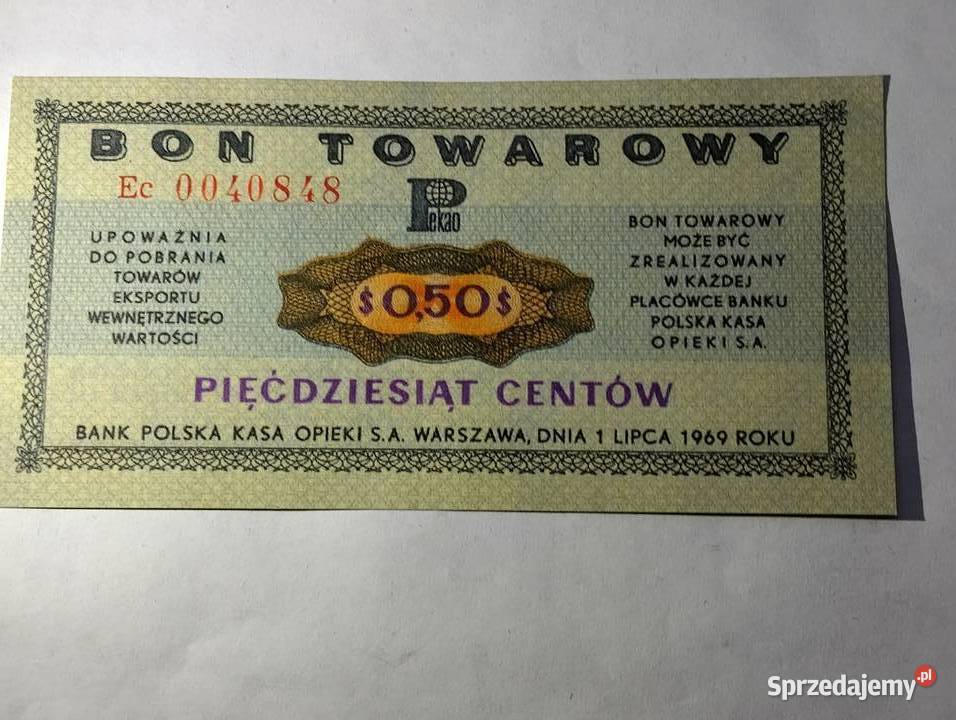 BON TOWAROWY
Ec 0040848
Pekao
UPOWAŻNIA
DO POBRANIA
TOWARÓW
EKSPORTU
WEWNĘTRZNEGO
WARTOŚCI
$0,50$
BON TOWAROWY
MOŻE BYĆ
ZREALIZOWANY
W KAŻDEJ
PLACÓWCE BANKU
POLSKA KASA
OPIEKI S.A.
PIĘĆDZIESIĄT CENTÓW
BANK POLSKA KASA OPIEKI S.A. WARSZAWA, DNIA 1 LIPCA 1969 ROKU
Sprzedajemy.pl